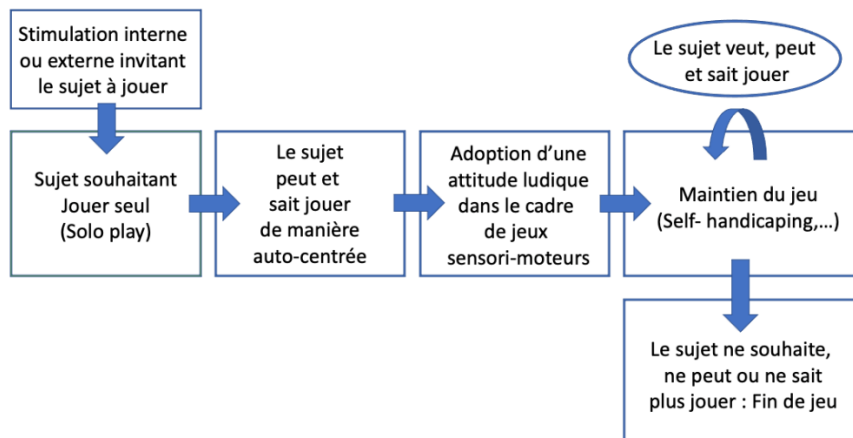 Stimulation interne
ou externe invitant
le sujet à jouer
Le sujet veut, peut
et sait jouer
Sujet souhaitant
Jouer seul
(Solo play)
Le sujet
peut et
sait jouer
de manière
auto-centrée
Adoption d’une
attitude ludique
dans le cadre
de jeux
sensori-moteurs
Maintien du jeu
(Self- handicaping,...)
Le sujet ne souhaite,
ne peut ou ne sait
plus jouer : Fin de jeu